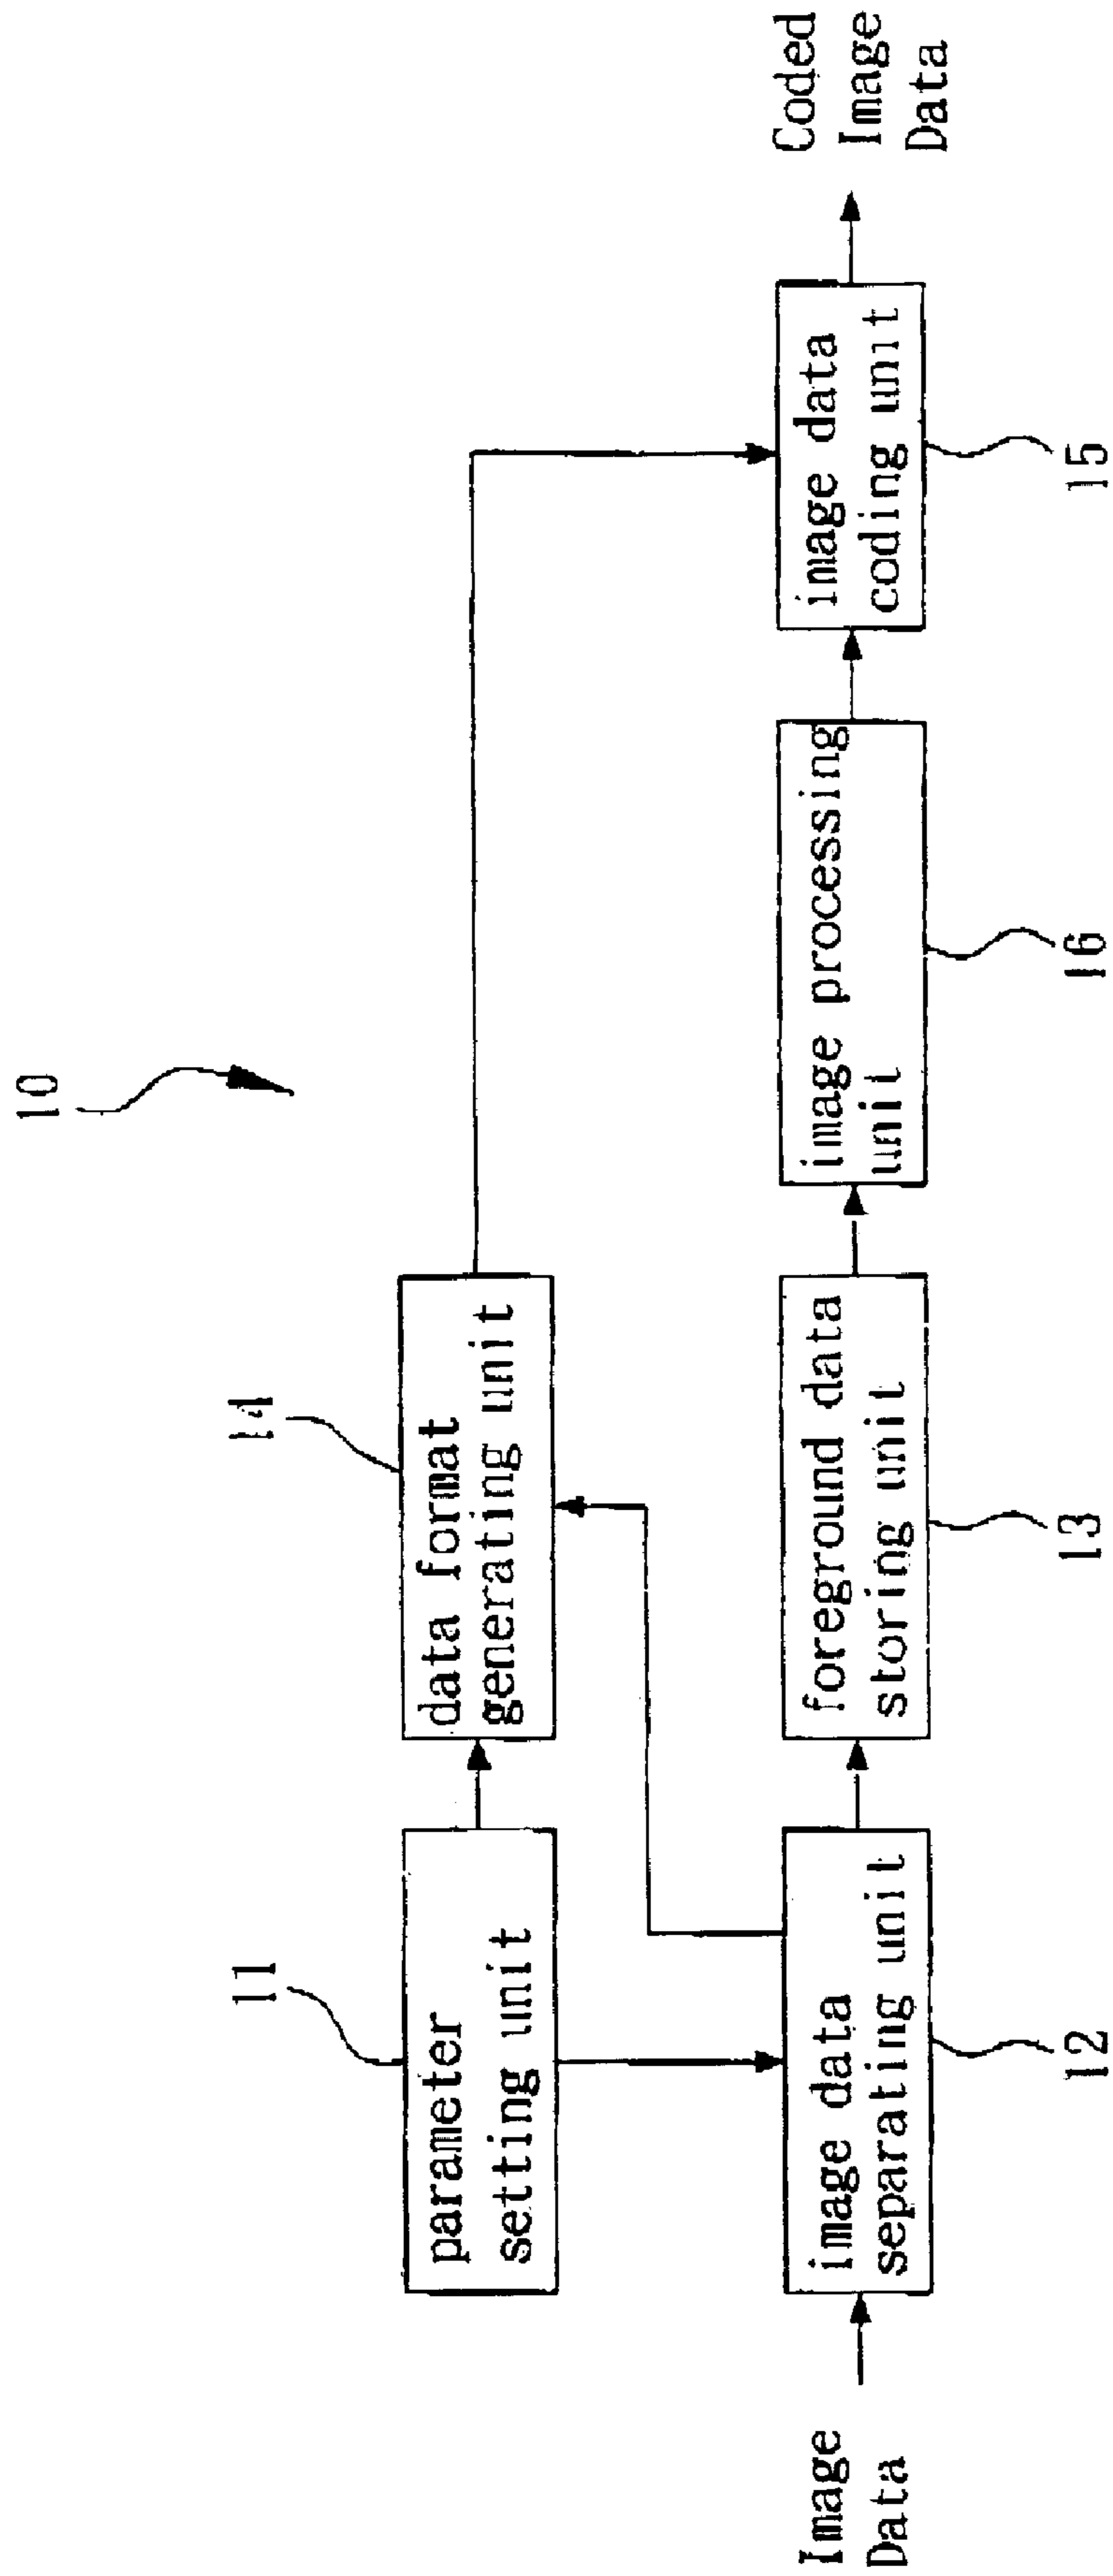 10
11
parameter
setting unit
14
data format
generating unit
Image
Data
image data
separating unit
12
foreground data
storing unit
13
image processing
unit
16
image data
coding unit
15
Coded
Image
Data